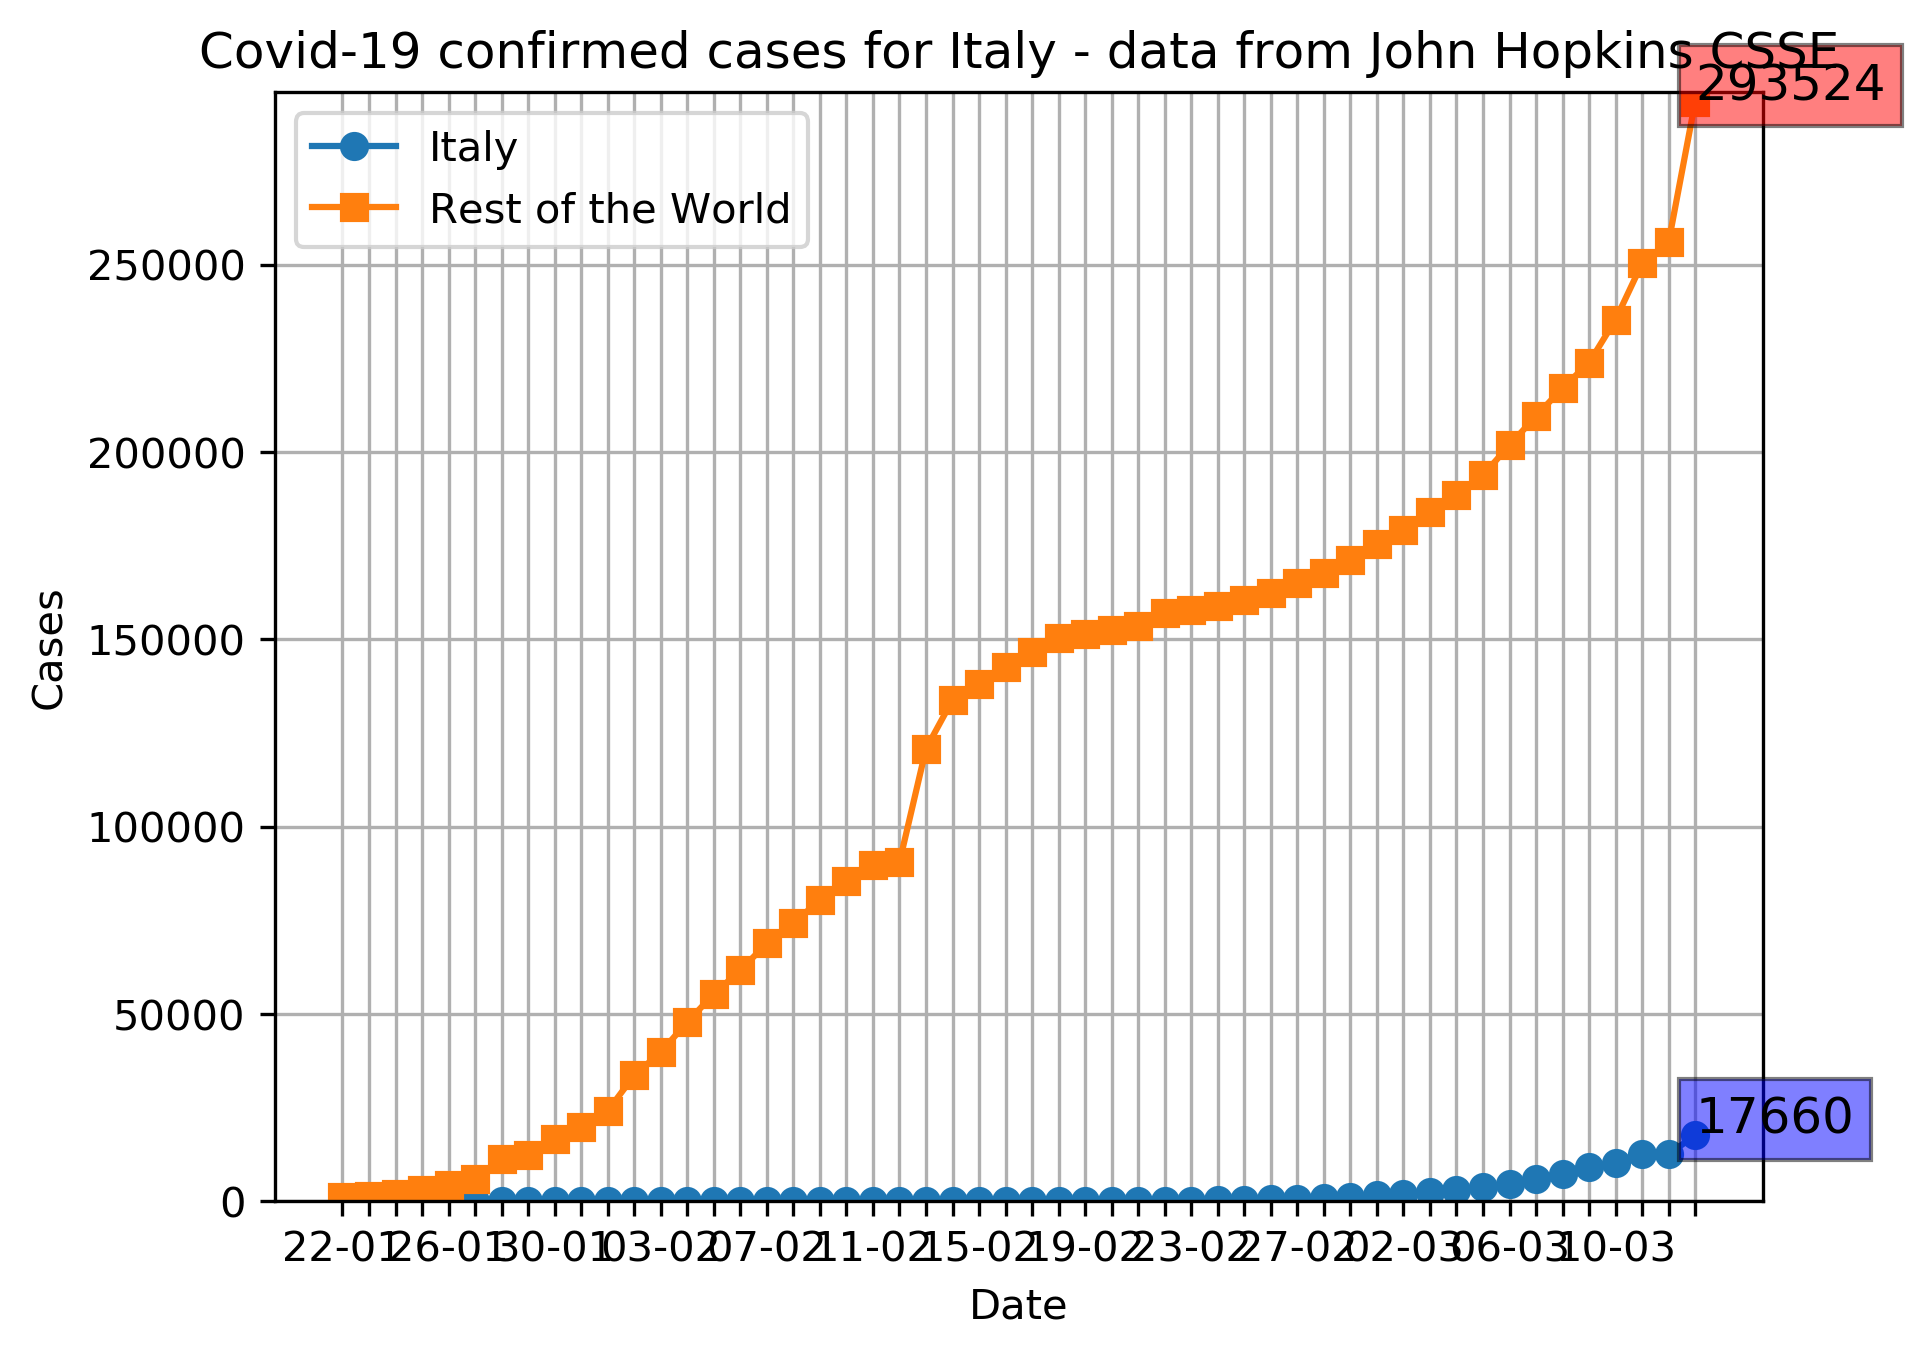 Covid-19 confirmed cases for Italy - data from John Hopkins CSSE
293524
Italy
Rest of the World
250000
200000
150000
100000
50000
0
Cases
17660
22-01 26-01 30-01 03-02 07-02 11-02 15-02 19-02 23-02 27-02 02-03 06-03 10-03
Date